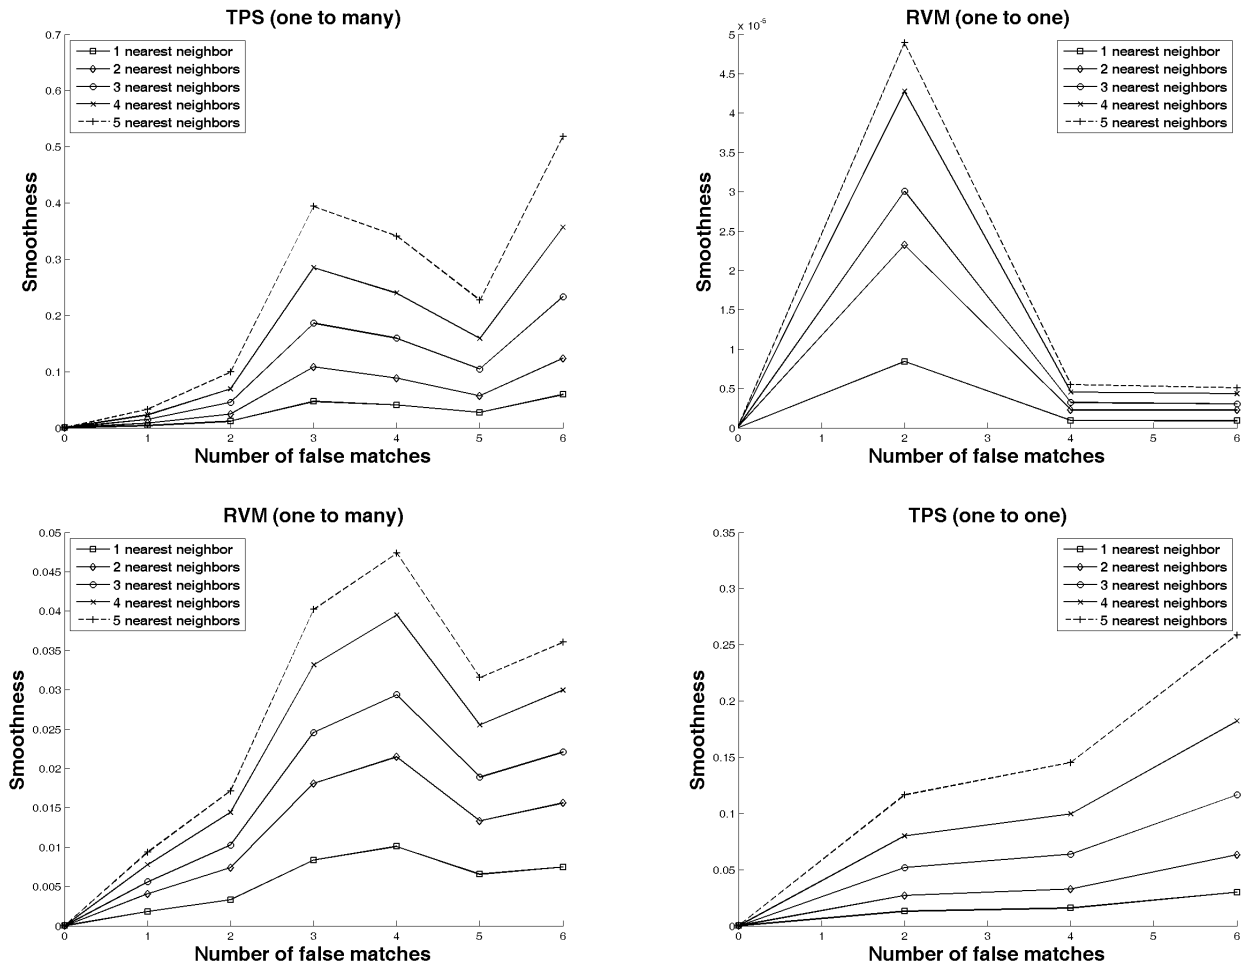 TPS (one to many)
0.7
0.6
0.5
0.4
0.3
0.2
0.1
0
1 nearest neighbor
2 nearest neighbors
3 nearest neighbors
4 nearest neighbors
5 nearest neighbors
Smoothness
0 1 2 3 4 5 6
Number of false matches
RVM (one to one)
x 10^-5
5
4.5
4
3.5
3
2.5
2
1.5
1
0.5
0
1 nearest neighbor
2 nearest neighbors
3 nearest neighbors
4 nearest neighbors
5 nearest neighbors
Smoothness
0 1 2 3 4 5 6
Number of false matches
RVM (one to many)
0.05
0.045
0.04
0.035
0.03
0.025
0.02
0.015
0.01
0.005
0
1 nearest neighbor
2 nearest neighbors
3 nearest neighbors
4 nearest neighbors
5 nearest neighbors
Smoothness
0 1 2 3 4 5 6
Number of false matches
TPS (one to one)
0.35
0.3
0.25
0.2
0.15
0.1
0.05
0
1 nearest neighbor
2 nearest neighbors
3 nearest neighbors
4 nearest neighbors
5 nearest neighbors
Smoothness
0 1 2 3 4 5 6
Number of false matches